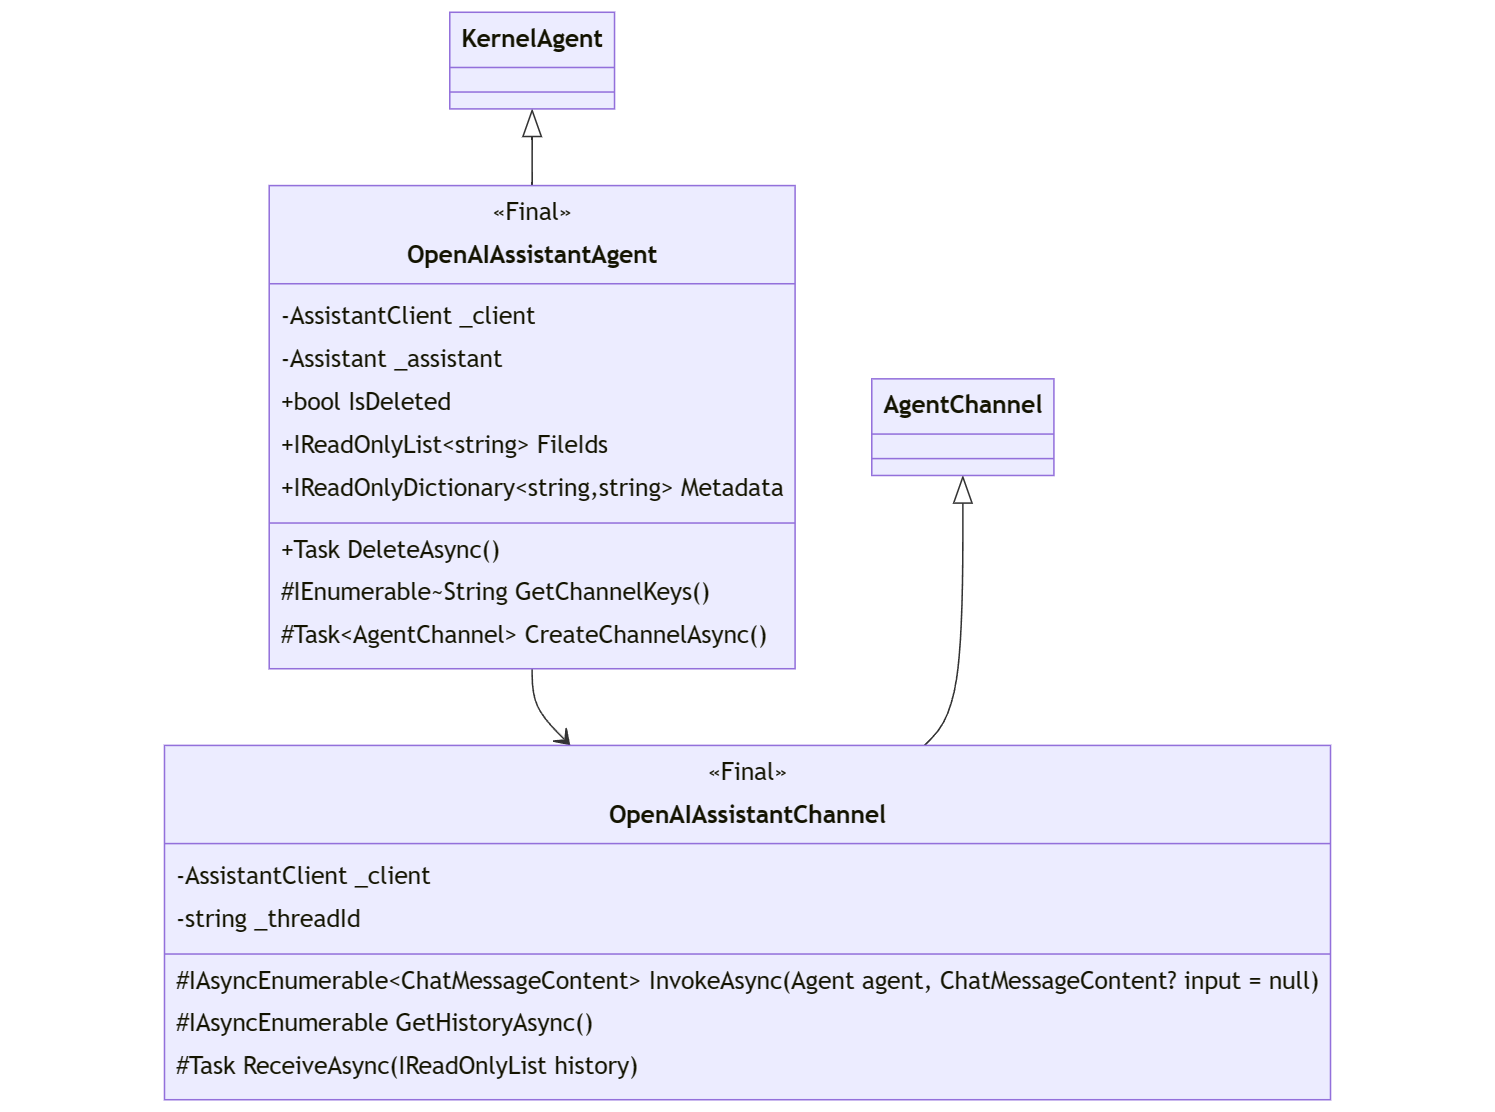 KernelAgent
«Final»
OpenAIAssistantAgent
-AssistantClient _client
-Assistant _assistant
+bool IsDeleted
+IReadOnlyList<string> FileIds
+IReadOnlyDictionary<string,string> Metadata
+Task DeleteAsync()
#IEnumerable~String GetChannelKeys()
#Task<AgentChannel> CreateChannelAsync()
AgentChannel
«Final»
OpenAIAssistantChannel
-AssistantClient _client
-string _threadId
#IAsyncEnumerable<ChatMessageContent> InvokeAsync(Agent agent, ChatMessageContent? input = null)
#IAsyncEnumerable GetHistoryAsync()
#Task ReceiveAsync(IReadOnlyList history)